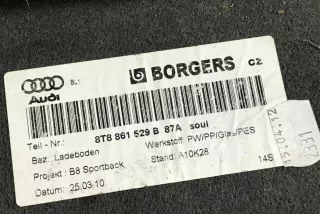 BL1
Audi
BORGERS
CZ
Teil - Nr.:
8T8 861 529 B 87A soul
Bez: Ladeboden
Werkstoff: PW/PP/Glas/PES
Projekt: B8 Sportback
Stand: A10K28
Datum: 25.03.10
14S